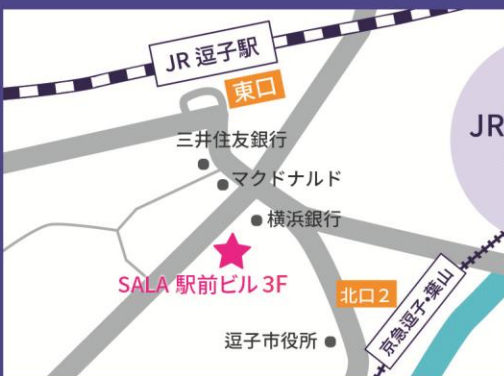 JR 逗子駅
東口
JR
三井住友銀行
マクドナルド
横浜銀行
SALA 駅前ビル 3F
北口2
京急逗子・葉山
逗子市役所